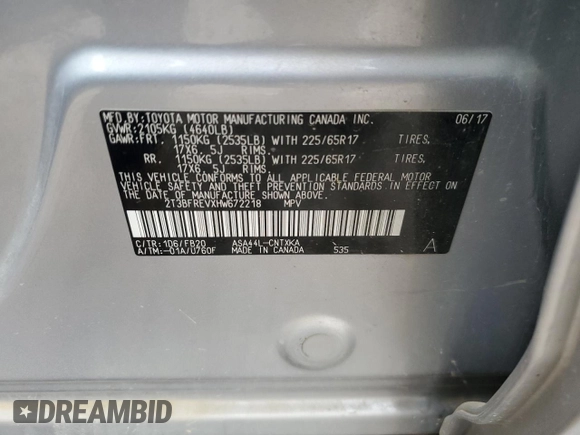 MFD.BY:TOYOTA MOTOR MANUFACTURING CANADA INC. 06/17
GVWR:2105KG (4640LB)
GAWR:FRT. 1150KG (2535LB) WITH 225/65R17 TIRES.
17X6 . 5J RIMS.
RR. 1150KG (2535LB) WITH 225/65R17 TIRES.
17X6 . 5J RIMS.
THIS VEHICLE CONFORMS TO ALL APPLICABLE FEDERAL MOTOR
VEHICLE SAFETY AND THEFT PREVENTION STANDARDS IN EFFECT ON
THE DATE OF MANUFACTURE SHOWN ABOVE.
2T3BFREVXHW672218 MPV
C/TR:1D6/FB20 ASA44L-CNTXKA
A/TM:-01A/U760F MADE IN CANADA 535 A
DREAMBID